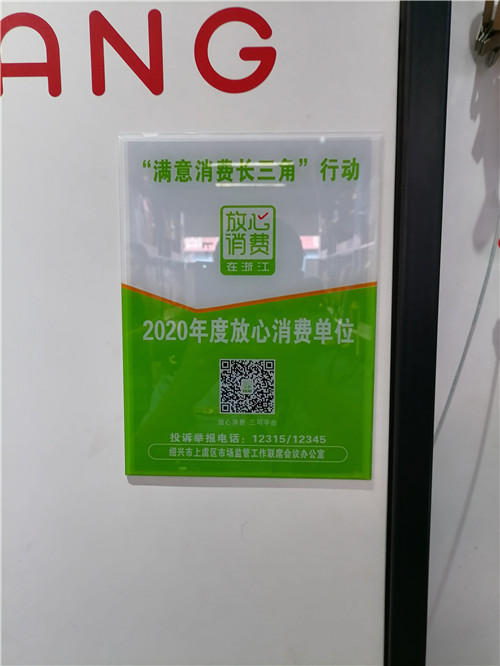 ANG
“满意消费长三角”行动
放心
消费
在浙江
2020年度放心消费单位
投诉举报电话：12315/12345
绍兴市上虞区市场监管工作联席会议办公室